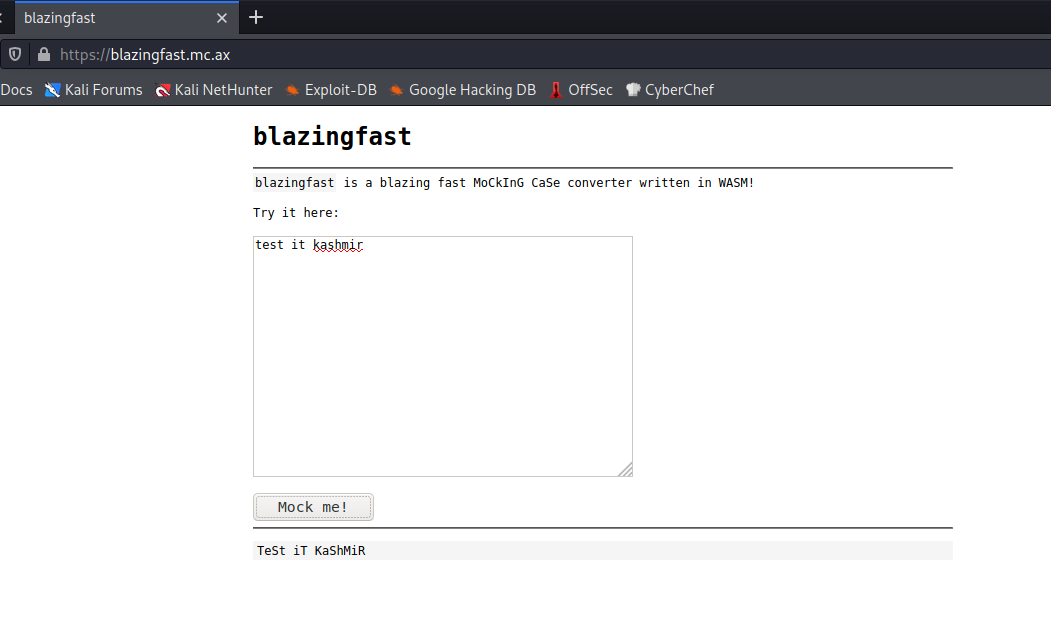 blazingfast
https://blazingfast.mc.ax
Docs Kali Forums Kali NetHunter Exploit-DB Google Hacking DB OffSec CyberChef
blazingfast
blazingfast is a blazing fast MoCkInG CaSe converter written in WASM!
Try it here:
test it kashmir
Mock me!
TeSt iT KaShMiR